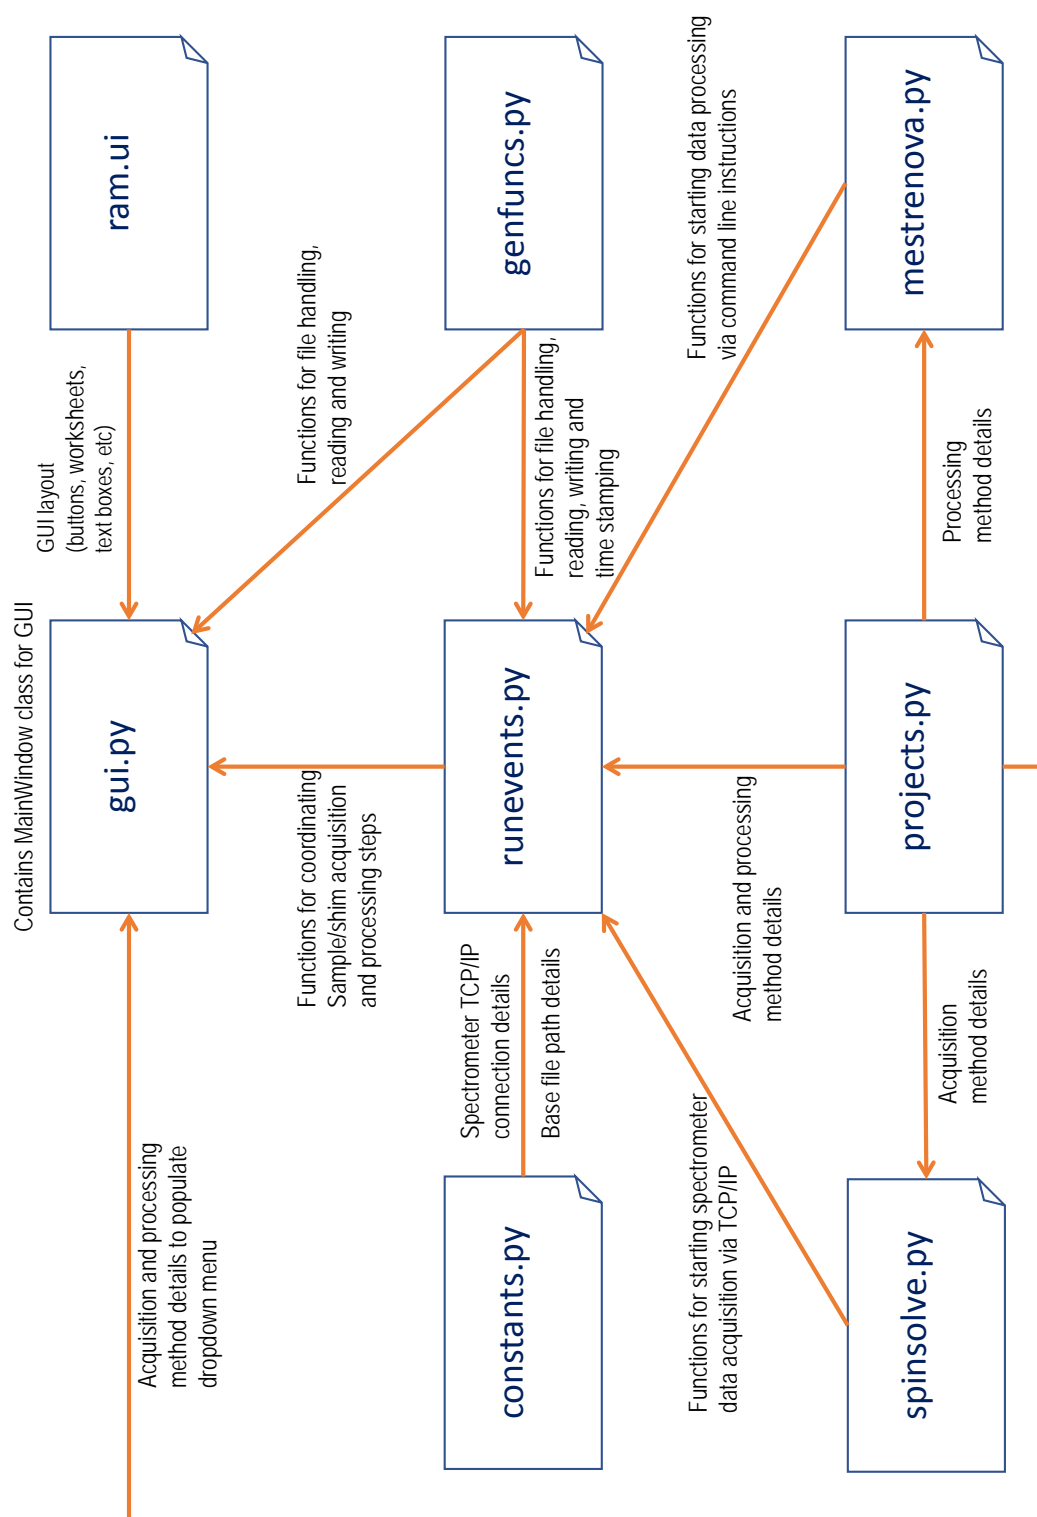 Contains MainWindow class for GUI
Acquisition and processing
method details to populate
dropdown menu
gui.py
GUI layout
(buttons, worksheets,
text boxes, etc)
ram.ui
Functions for coordinating
Sample/shim acquisition
and processing steps
Functions for file handling,
reading and writing
constants.py
Spectrometer TCP/IP
connection details
Base file path details
runevents.py
Functions for file handling,
reading, writing and
time stamping
genfuncs.py
Functions for starting spectrometer
data acquisition via TCP/IP
Acquisition and processing
method details
Functions for starting data processing
via command line instructions
spinsolve.py
Acquisition
method details
projects.py
Processing
method details
mestrenova.py